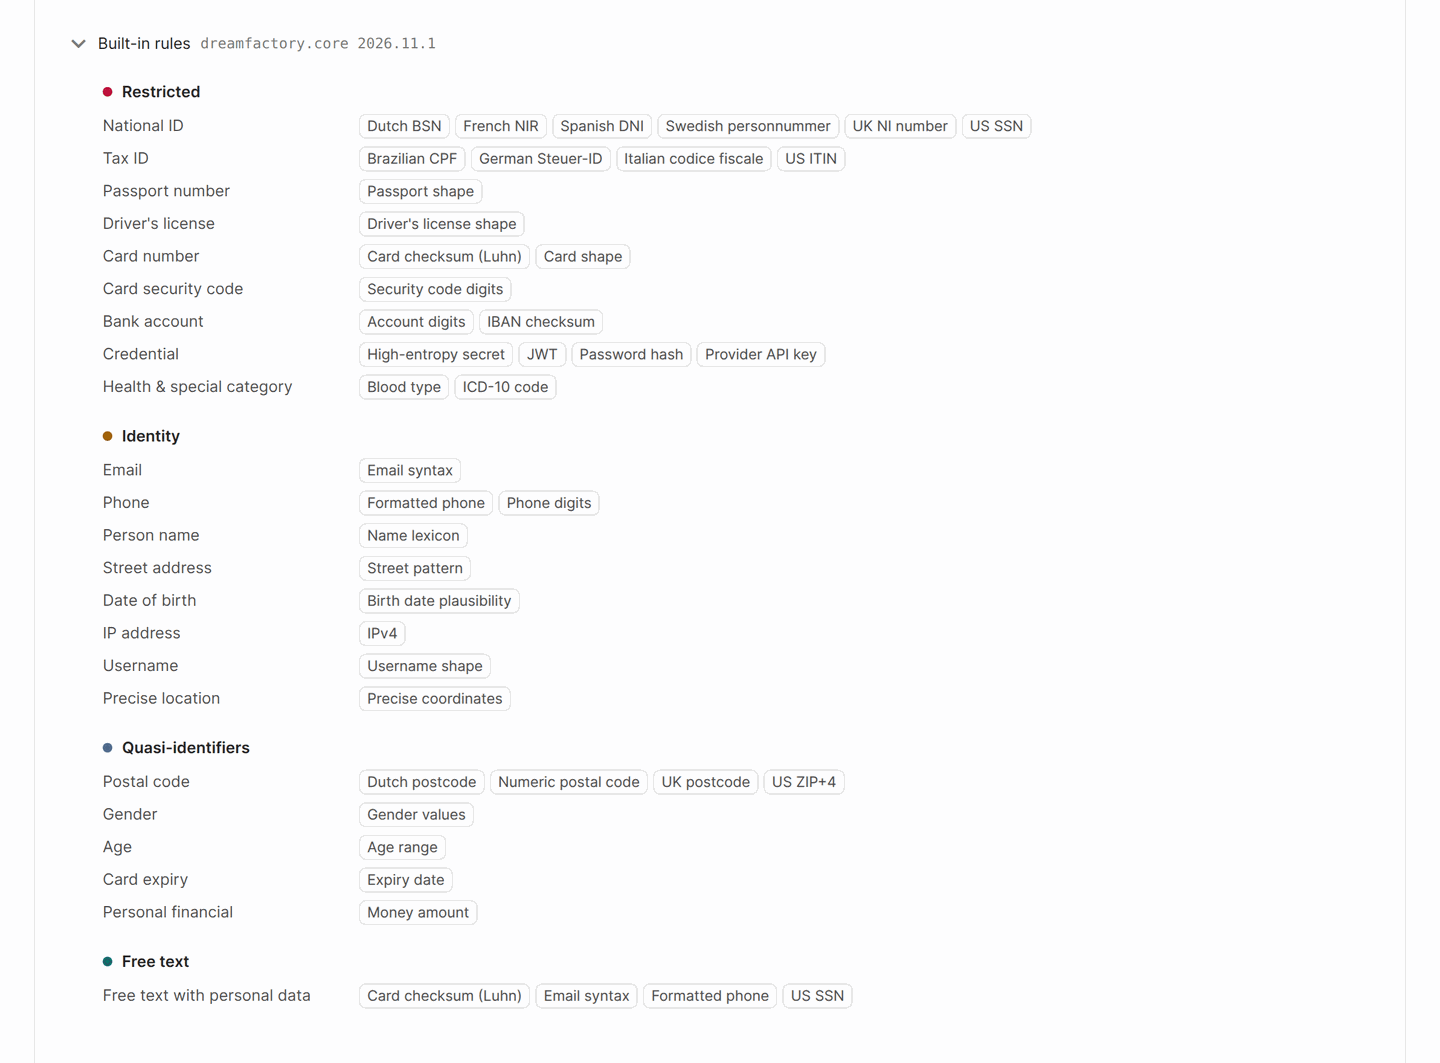 Built-in rules dreamfactory.core 2026.11.1
Restricted
National ID Dutch BSN French NIR Spanish DNI Swedish personnummer UK NI number US SSN
Tax ID Brazilian CPF German Steuer-ID Italian codice fiscale US ITIN
Passport number Passport shape
Driver's license Driver's license shape
Card number Card checksum (Luhn) Card shape
Card security code Security code digits
Bank account Account digits IBAN checksum
Credential High-entropy secret JWT Password hash Provider API key
Health & special category Blood type ICD-10 code
Identity
Email Email syntax
Phone Formatted phone Phone digits
Person name Name lexicon
Street address Street pattern
Date of birth Birth date plausibility
IP address IPv4
Username Username shape
Precise location Precise coordinates
Quasi-identifiers
Postal code Dutch postcode Numeric postal code UK postcode US ZIP+4
Gender Gender values
Age Age range
Card expiry Expiry date
Personal financial Money amount
Free text
Free text with personal data Card checksum (Luhn) Email syntax Formatted phone US SSN